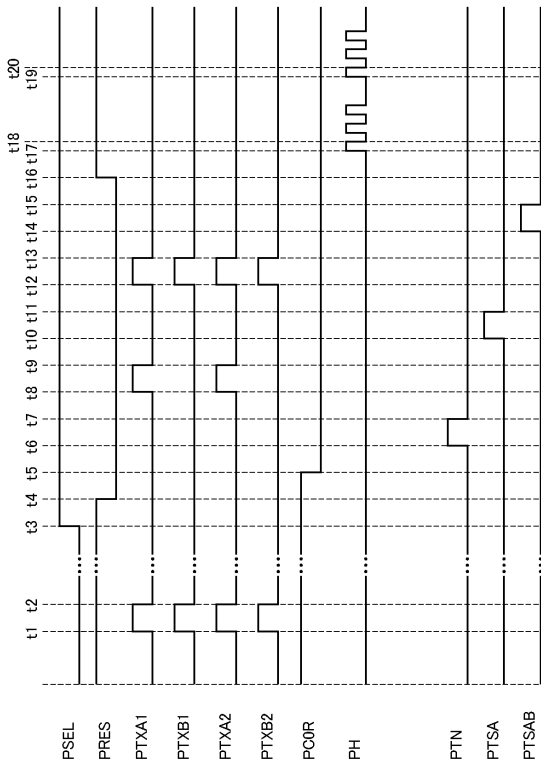 t1
t2
t3
t4
t5
t6
t7
t8
t9
t10
t11
t12
t13
t14
t15
t16
t17
t18
t19
t20
PSEL
PRES
PTXA1
PTXB1
PTXA2
PTXB2
PC0R
PH
PTN
PTSA
PTSAB